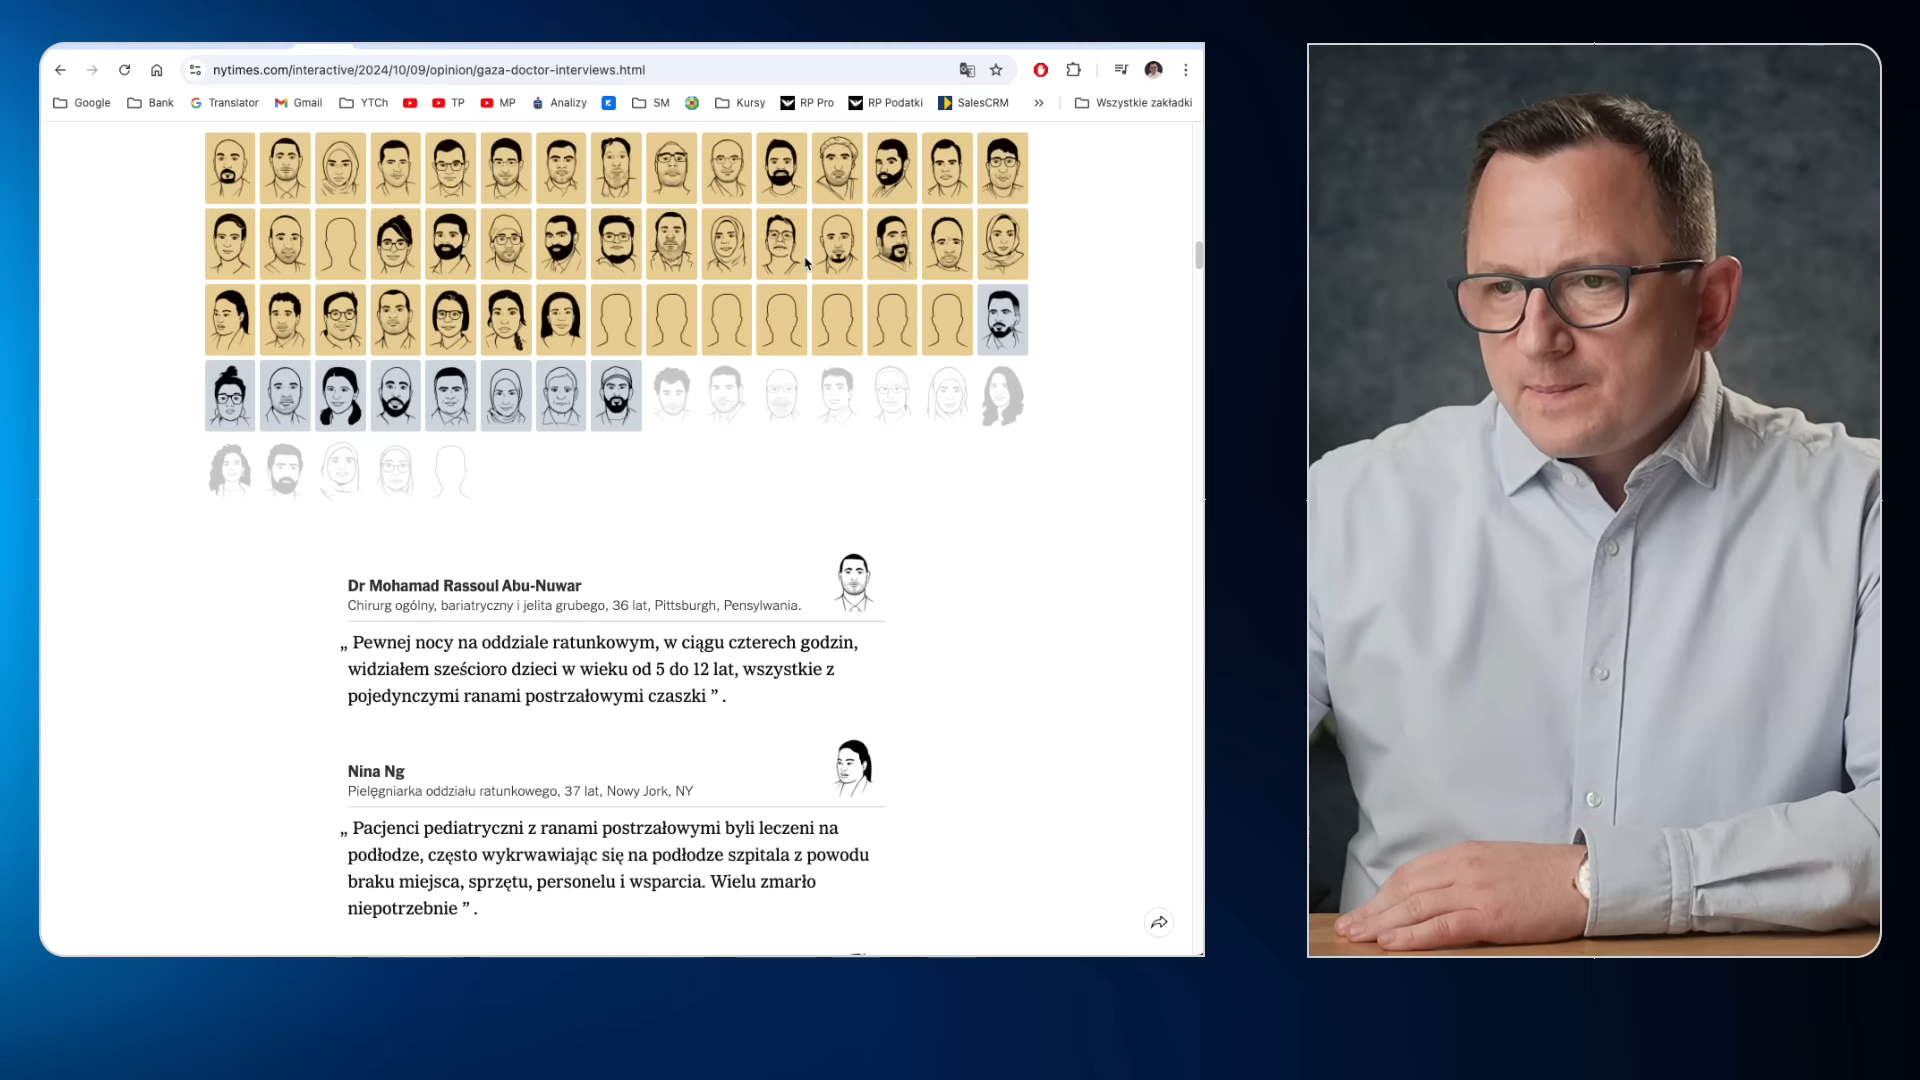 nytimes.com/interactive/2024/10/09/opinion/gaza-doctor-interviews.html
Google Bank Translator Gmail YTCh TP MP Analizy SM Kursy RP Pro RP Podatki SalesCRM » Wszystkie zakładki
Dr Mohamad Rassoul Abu-Nuwar
Chirurg ogólny, bariatryczny i jelita grubego, 36 lat, Pittsburgh, Pensylwania.
„ Pewnej nocy na oddziale ratunkowym, w ciągu czterech godzin,
widziałem sześcioro dzieci w wieku od 5 do 12 lat, wszystkie z
pojedynczymi ranami postrzałowymi czaszki ” .
Nina Ng
Pielęgniarka oddziału ratunkowego, 37 lat, Nowy Jork, NY
„ Pacjenci pediatryczni z ranami postrzałowymi byli leczeni na
podłodze, często wykrwawiając się na podłodze szpitala z powodu
braku miejsca, sprzętu, personelu i wsparcia. Wielu zmarło
niepotrzebnie ” .